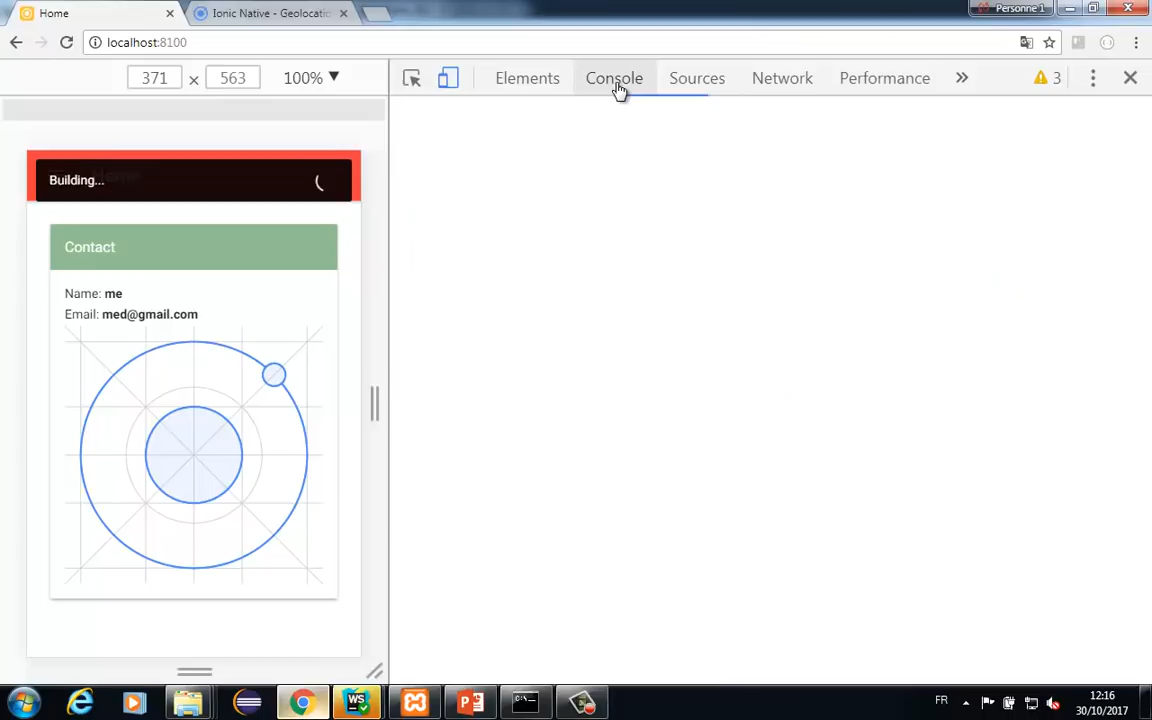 Home
Ionic Native - Geolocatio
Personne 1
localhost:8100
371 × 563 100% ▼
Elements Console Sources Network Performance » 3
Building...
Contact
Name: me
Email: med@gmail.com
WS
C:\
FR
12:16
30/10/2017